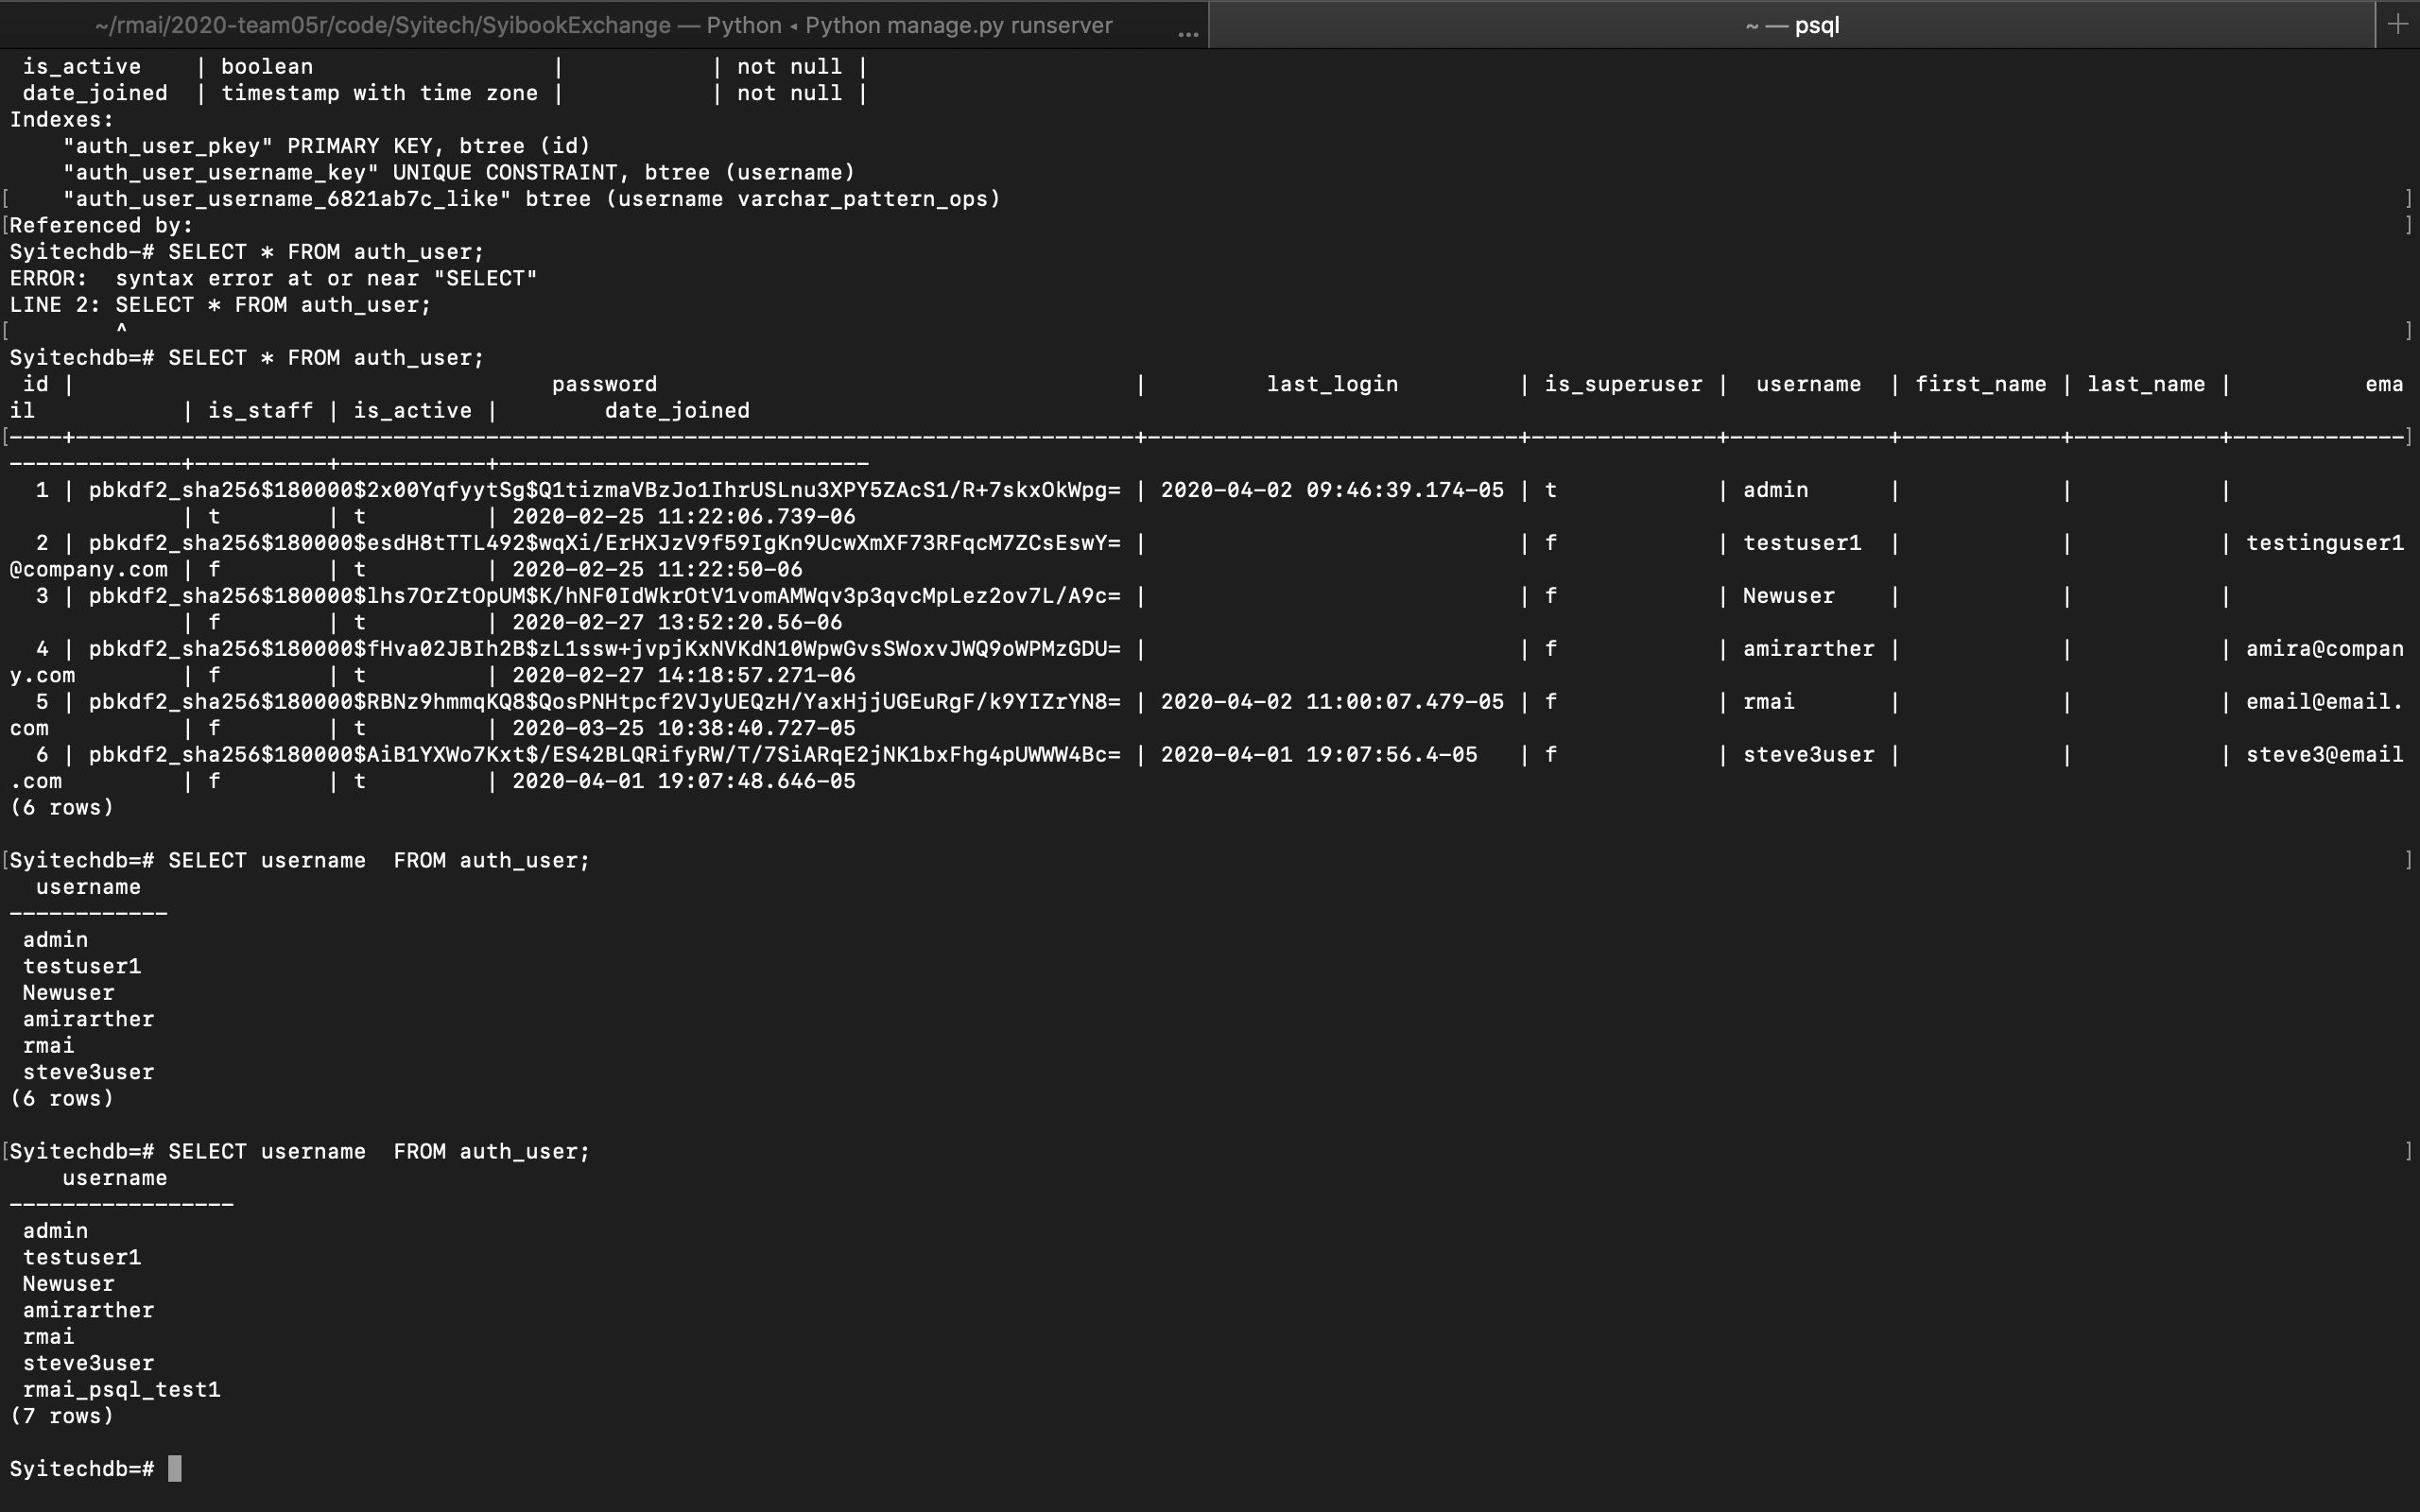 ~/rmai/2020-team05r/code/Syitech/SyibookExchange — Python ◂ Python manage.py runserver ...
~ — psql +
is_active | boolean | | not null |
date_joined | timestamp with time zone | | not null |
Indexes:
"auth_user_pkey" PRIMARY KEY, btree (id)
"auth_user_username_key" UNIQUE CONSTRAINT, btree (username)
[ "auth_user_username_6821ab7c_like" btree (username varchar_pattern_ops) ]
[Referenced by: ]
Syitechdb-# SELECT * FROM auth_user;
ERROR: syntax error at or near "SELECT"
LINE 2: SELECT * FROM auth_user;
[ ^ ]
Syitechdb=# SELECT * FROM auth_user;
id | password | last_login | is_superuser | username | first_name | last_name | ema
il | is_staff | is_active | date_joined
[----+--------------------------------------------------------------------------------+----------------------------+--------------+------------+------------+-----------+-------------]
-------------+----------+-----------+----------------------------
1 | pbkdf2_sha256$180000$2x00YqfyytSg$Q1tizmaVBzJo1IhrUSLnu3XPY5ZAcS1/R+7skxOkWpg= | 2020-04-02 09:46:39.174-05 | t | admin | | |
| t | t | 2020-02-25 11:22:06.739-06
2 | pbkdf2_sha256$180000$esdH8tTTL492$wqXi/ErHXJzV9f59IgKn9UcwXmXF73RFqcM7ZCsEswY= | | f | testuser1 | | | testinguser1
@company.com | f | t | 2020-02-25 11:22:50-06
3 | pbkdf2_sha256$180000$lhs7OrZtOpUM$K/hNF0IdWkrOtV1vomAMWqv3p3qvcMpLez2ov7L/A9c= | | f | Newuser | | |
| f | t | 2020-02-27 13:52:20.56-06
4 | pbkdf2_sha256$180000$fHva02JBIh2B$zL1ssw+jvpjKxNVKdN10WpwGvsSWoxvJWQ9oWPMzGDU= | | f | amirarther | | | amira@compan
y.com | f | t | 2020-02-27 14:18:57.271-06
5 | pbkdf2_sha256$180000$RBNz9hmmqKQ8$QosPNHtpcf2VJyUEQzH/YaxHjjUGEuRgF/k9YIZrYN8= | 2020-04-02 11:00:07.479-05 | f | rmai | | | email@email.
com | f | t | 2020-03-25 10:38:40.727-05
6 | pbkdf2_sha256$180000$AiB1YXWo7Kxt$/ES42BLQRifyRW/T/7SiARqE2jNK1bxFhg4pUWWW4Bc= | 2020-04-01 19:07:56.4-05 | f | steve3user | | | steve3@email
.com | f | t | 2020-04-01 19:07:48.646-05
(6 rows)
[Syitechdb=# SELECT username  FROM auth_user; ]
username
------------
admin
testuser1
Newuser
amirarther
rmai
steve3user
(6 rows)
[Syitechdb=# SELECT username  FROM auth_user; ]
username
-----------------
admin
testuser1
Newuser
amirarther
rmai
steve3user
rmai_psql_test1
(7 rows)
Syitechdb=#